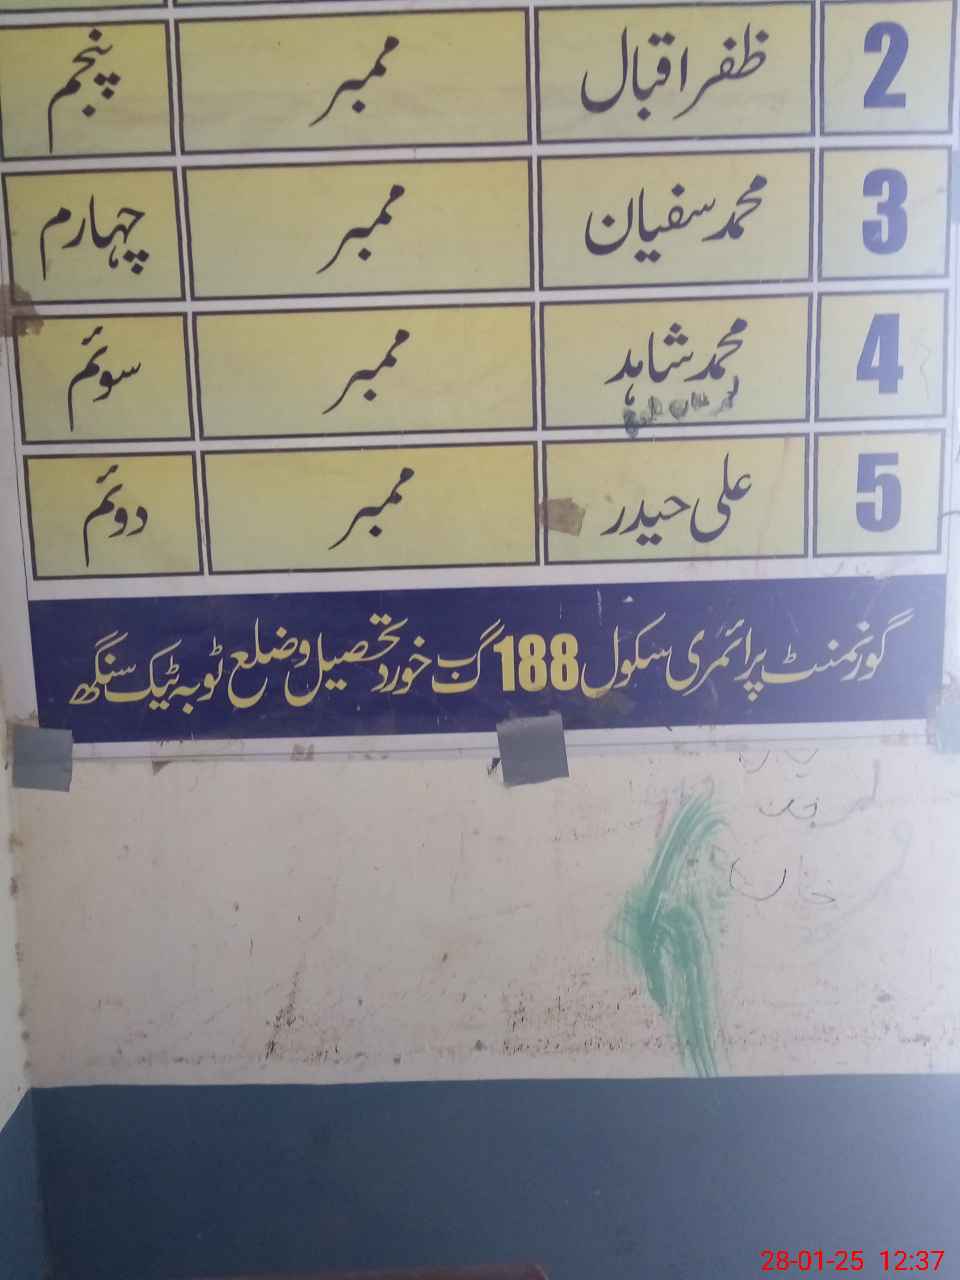 2 ظفر اقبال ممبر پنجم
3 محمد سفیان ممبر چہارم
4 محمد شاہد ممبر سوئم
5 علی حیدر ممبر دوئم
گورنمنٹ پرائمری سکول 188 گ ب خورد تحصیل و ضلع ٹوبہ ٹیک سنگھ
28-01-25 12:37